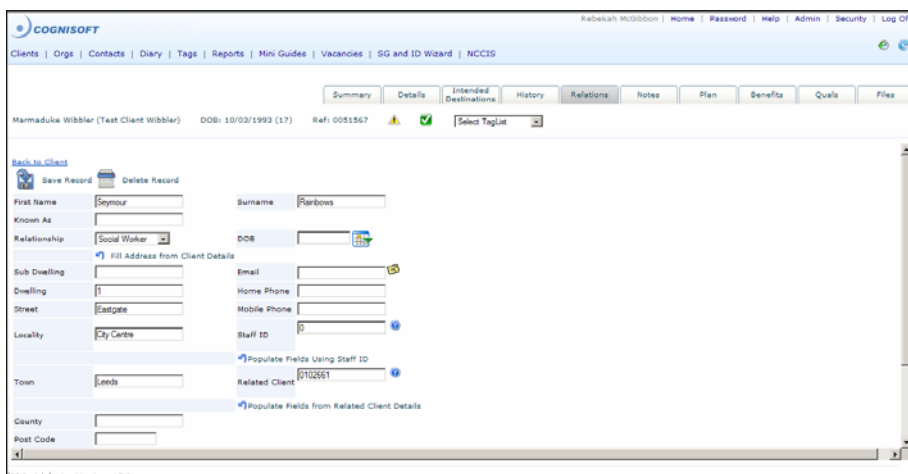 Rebekah McGibbon | Home | Password | Help | Admin | Security | Log Of
COGNISOFT
Clients | Orgs | Contacts | Diary | Tags | Reports | Mini Guides | Vacancies | SG and ID Wizard | NCCIS
Summary Details Intended Destinations History Relations Notes Plan Benefits Quals Files
Marmaduke Wibbler (Test Client Wibbler) DOB: 10/03/1993 (17) Ref: 0051567 Select TagList
Back to Client
Save Record Delete Record
First Name Seymour Surname Rainbows
Known As
Relationship Social Worker DOB
Fill Address from Client Details
Sub Dwelling Email
Dwelling 1 Home Phone
Street Eastgate Mobile Phone
Locality City Centre Staff ID 0
Populate Fields Using Staff ID
Town Leeds Related Client 0102661
Populate Fields from Related Client Details
County
Post Code